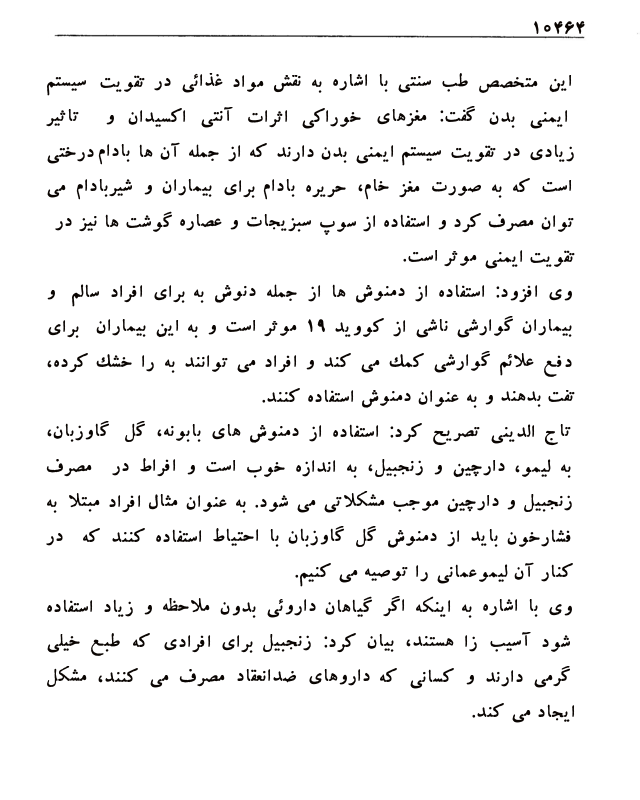 ۱۰۴۶۴
این متخصص طب سنتی با اشاره به نقش مواد غذائی در تقویت سیستم
ایمنی بدن گفت: مغزهای خوراکی اثرات آنتی اکسیدان و تاثیر
زیادی در تقویت سیستم ایمنی بدن دارند که از جمله آن ها بادام درختی
است که به صورت مغز خام، حریره بادام برای بیماران و شیربادام می
توان مصرف کرد و استفاده از سوپ سبزیجات و عصاره گوشت ها نیز در
تقویت ایمنی موثر است.
وی افزود: استفاده از دمنوش ها از جمله دنوش به برای افراد سالم و
بیماران گوارشی ناشی از کووید ۱۹ موثر است و به این بیماران برای
دفع علائم گوارشی کمك می کند و افراد می توانند به را خشك کرده،
تفت بدهند و به عنوان دمنوش استفاده کنند.
تاج الدینی تصریح کرد: استفاده از دمنوش های بابونه، گل گاوزبان،
به لیمو، دارچین و زنجبیل، به اندازه خوب است و افراط در مصرف
زنجبیل و دارچین موجب مشکلاتی می شود. به عنوان مثال افراد مبتلا به
فشارخون باید از دمنوش گل گاوزبان با احتیاط استفاده کنند که در
کنار آن لیموعمانی را توصیه می کنیم.
وی با اشاره به اینکه اگر گیاهان داروئی بدون ملاحظه و زیاد استفاده
شود آسیب زا هستند، بیان کرد: زنجبیل برای افرادی که طبع خیلی
گرمی دارند و کسانی که داروهای ضدانعقاد مصرف می کنند، مشکل
ایجاد می کند.